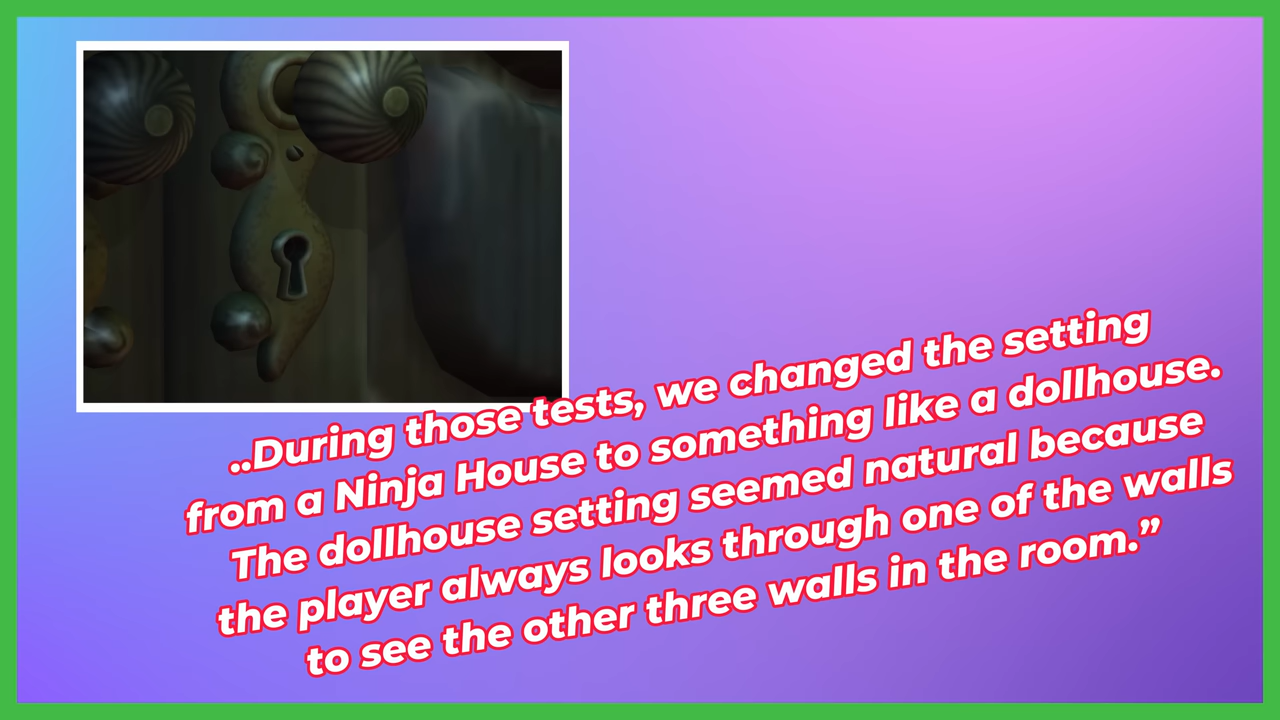 ..During those tests, we changed the setting
from a Ninja House to something like a dollhouse.
The dollhouse setting seemed natural because
the player always looks through one of the walls
to see the other three walls in the room.”